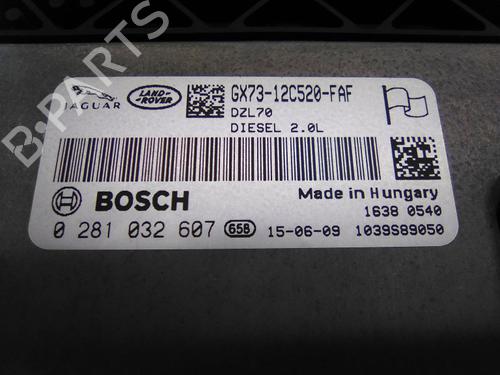 JAGUAR
LAND-
ROVER
GX73-12C520-FAF
DZL70
DIESEL 2.0L
BOSCH
Made in Hungary
1638 0540
0 281 032 607 65B 15-06-09 1039S89050
B-PARTS